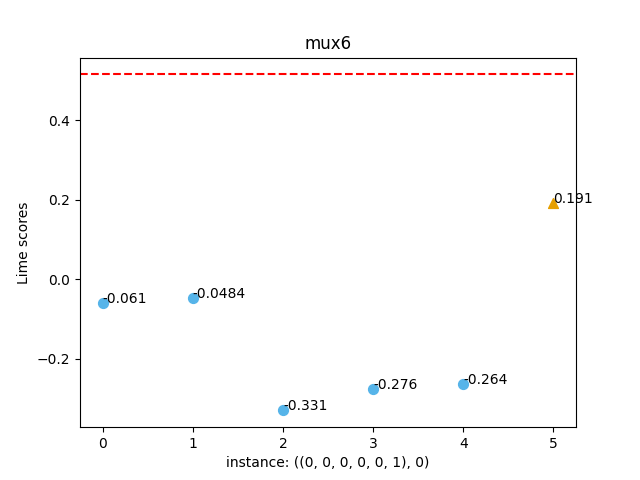 mux6
Lime scores
0.4
0.2
0.0
−0.2
-0.061
-0.0484
-0.331
-0.276
-0.264
0.191
0 1 2 3 4 5
instance: ((0, 0, 0, 0, 0, 1), 0)